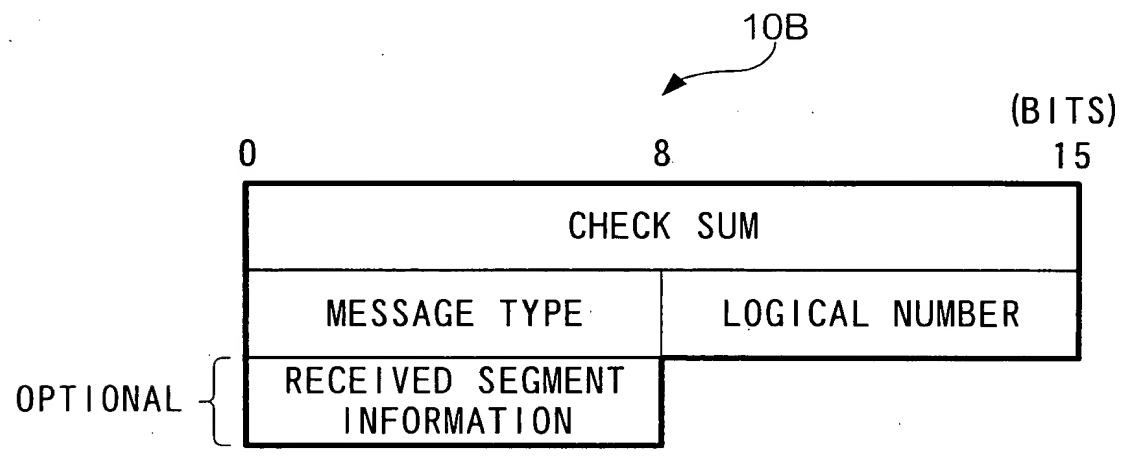 10B
(BITS)
0 8 15
CHECK SUM
MESSAGE TYPE LOGICAL NUMBER
OPTIONAL
RECEIVED SEGMENT
INFORMATION